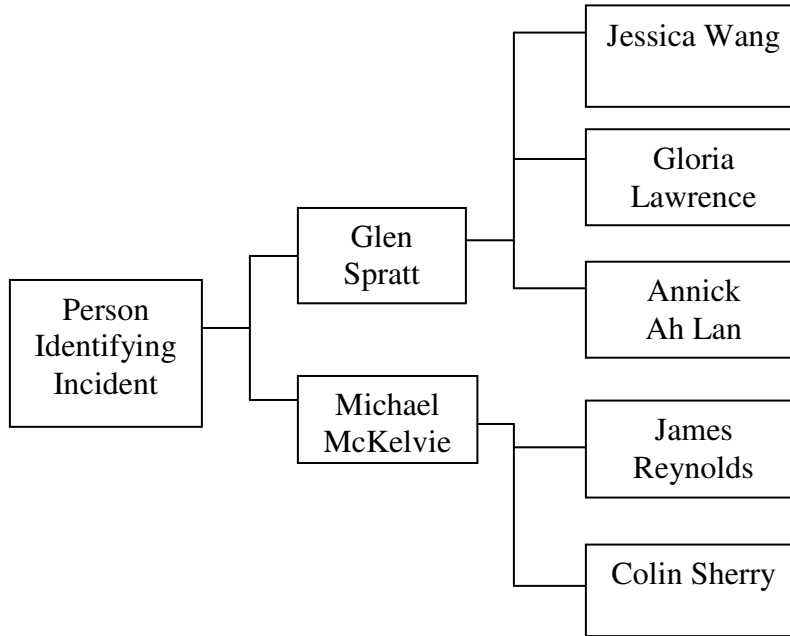 Person
Identifying
Incident
Glen
Spratt
Michael
McKelvie
Jessica Wang
Gloria
Lawrence
Annick
Ah Lan
James
Reynolds
Colin Sherry